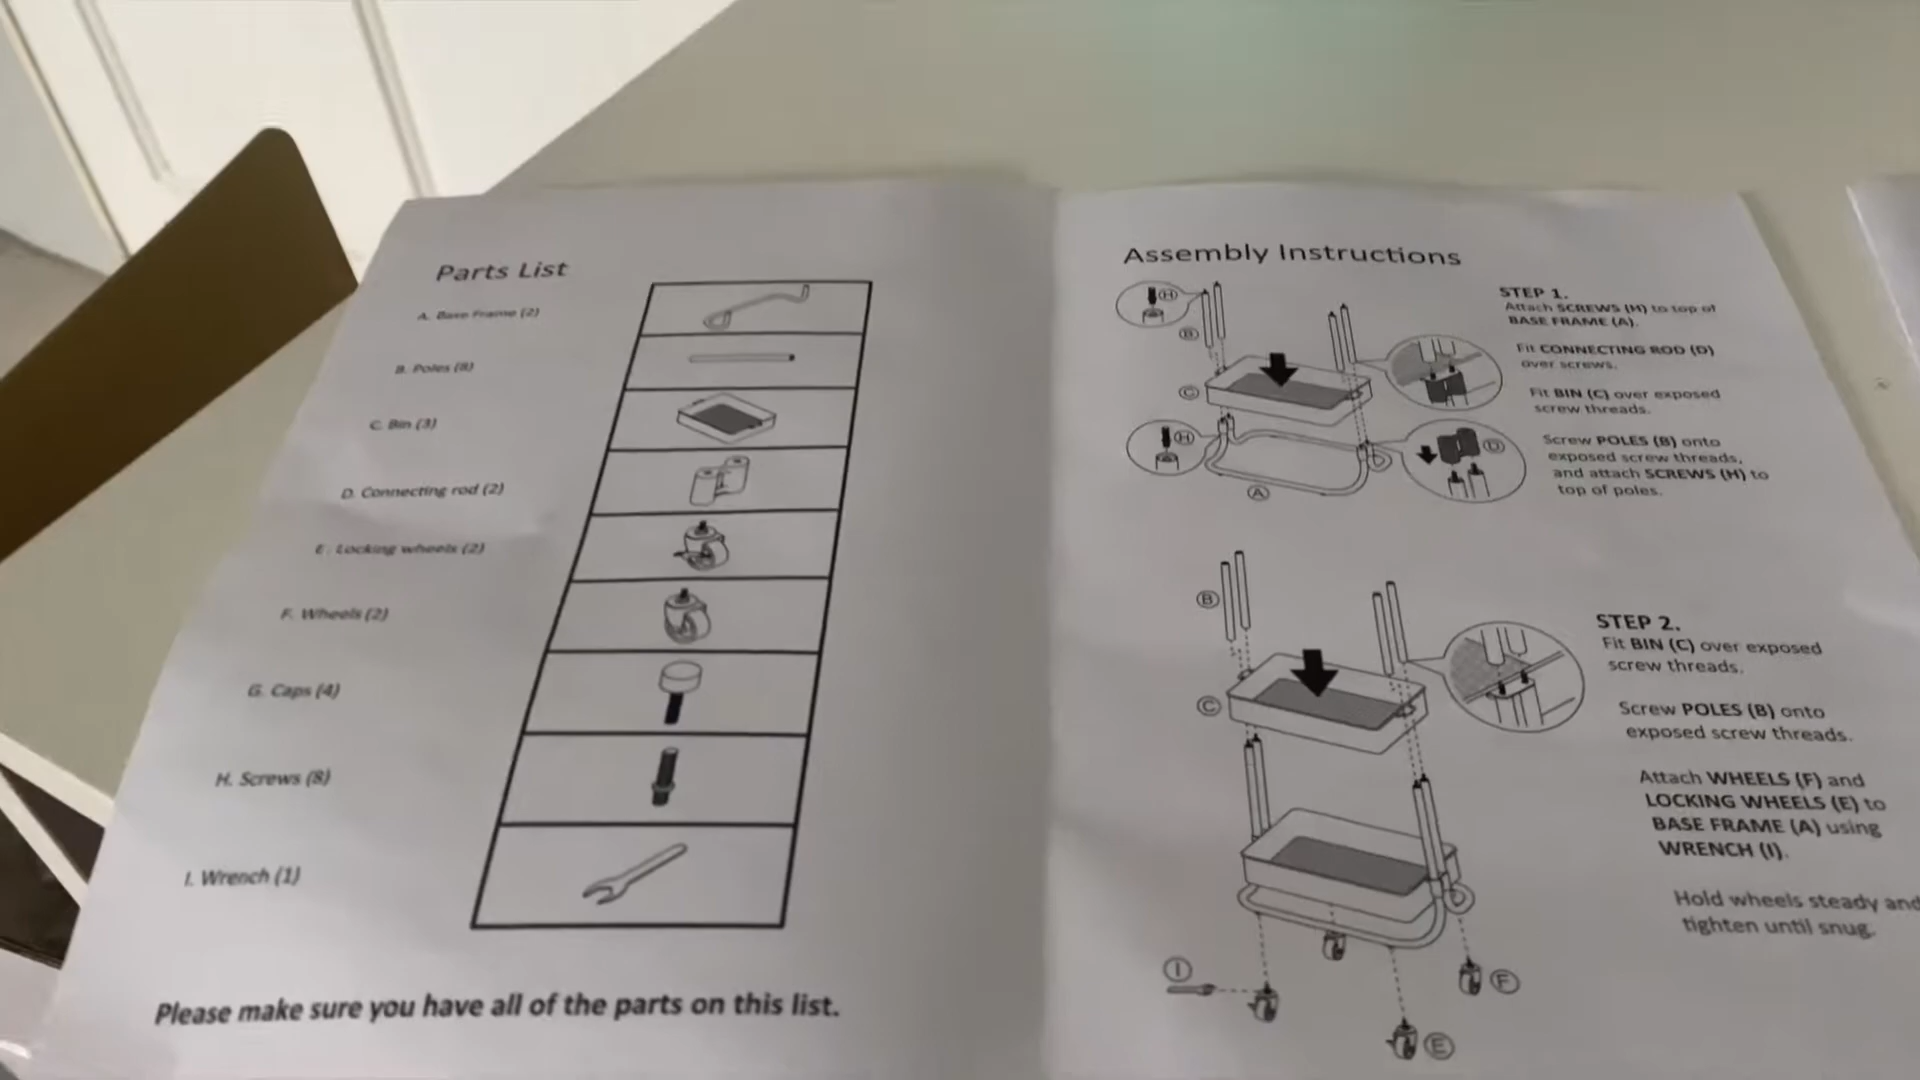 Parts List
A. Base Frame (2)
B. Poles (8)
C. Bin (3)
D. Connecting rod (2)
E. Locking wheels (2)
F. Wheels (2)
G. Caps (4)
H. Screws (8)
I. Wrench (1)
Please make sure you have all of the parts on this list.
Assembly Instructions
H
B
C
H
D
A
STEP 1.
Attach SCREWS (H) to top of
BASE FRAME (A).
Fit CONNECTING ROD (D)
over screws.
Fit BIN (C) over exposed
screw threads.
Screw POLES (B) onto
exposed screw threads,
and attach SCREWS (H) to
top of poles.
B
C
I
F
E
STEP 2.
Fit BIN (C) over exposed
screw threads.
Screw POLES (B) onto
exposed screw threads.
Attach WHEELS (F) and
LOCKING WHEELS (E) to
BASE FRAME (A) using
WRENCH (I).
Hold wheels steady and
tighten until snug.